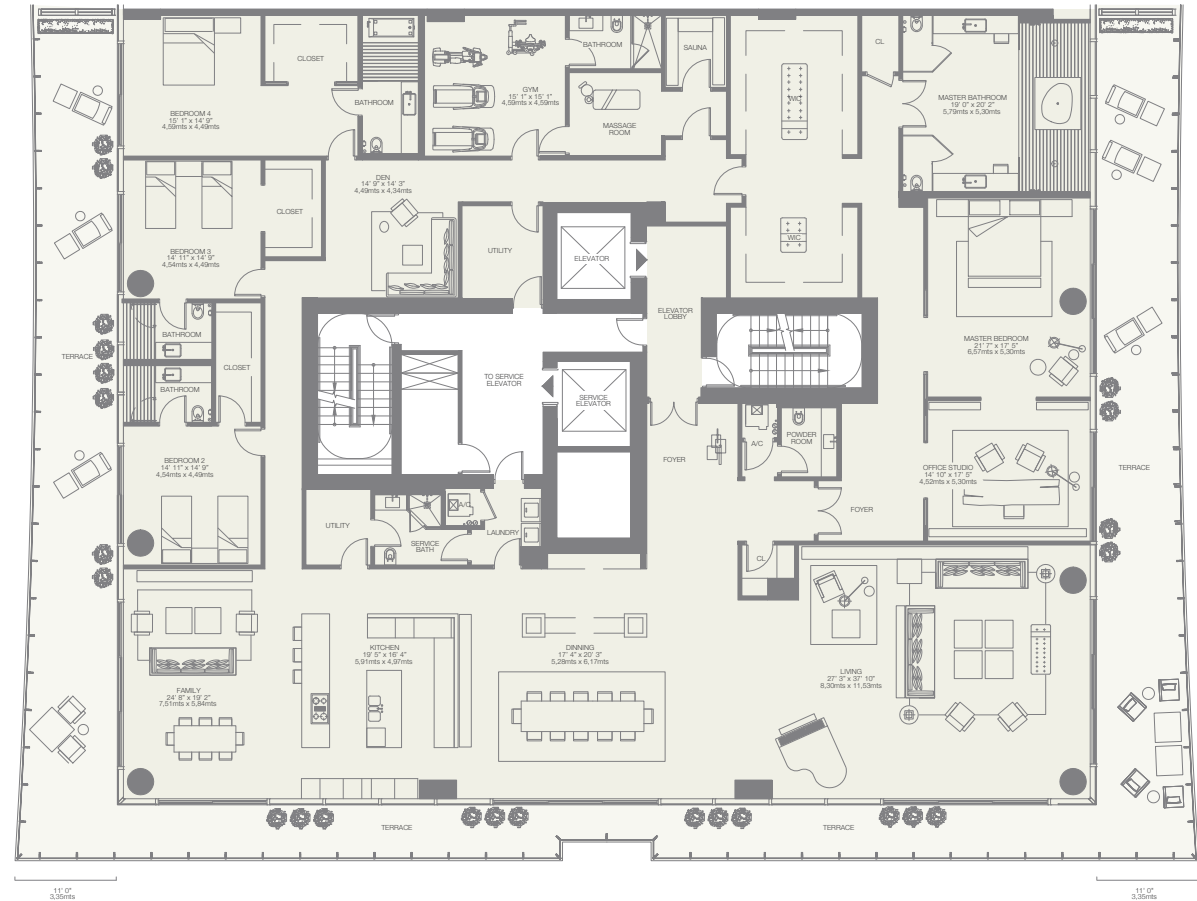 CLOSET
BEDROOM 4
15' 1" x 14' 9"
4,59mts x 4,49mts
BATHROOM
GYM
15' 1" x 15' 1"
4,59mts x 4,59mts
BATHROOM
MASSAGE
ROOM
SAUNA
WIC
CL
MASTER BATHROOM
19' 0" x 20' 2"
5,79mts x 5,30mts
DEN
14' 9" x 14' 3"
4,49mts x 4,34mts
CLOSET
BEDROOM 3
14' 11" x 14' 9"
4,54mts x 4,49mts
UTILITY
ELEVATOR
WIC
ELEVATOR
LOBBY
TERRACE
BATHROOM
CLOSET
BATHROOM
TO SERVICE
ELEVATOR
SERVICE
ELEVATOR
MASTER BEDROOM
21' 7" x 17' 5"
6,57mts x 5,30mts
BEDROOM 2
14' 11" x 14' 9"
4,54mts x 4,49mts
FOYER
A/C
POWDER
ROOM
OFFICE STUDIO
14' 10" x 17' 5"
4,52mts x 5,30mts
TERRACE
UTILITY
SERVICE
BATH
A/C
LAUNDRY
FOYER
CL
KITCHEN
19' 5" x 16' 4"
5,91mts x 4,97mts
DINNING
17' 4" x 20' 3"
5,28mts x 6,17mts
LIVING
27' 3" x 37' 10"
8,30mts x 11,53mts
FAMILY
24' 8" x 19' 2"
7,51mts x 5,84mts
TERRACE
TERRACE
11' 0"
3,35mts
11' 0"
3,35mts